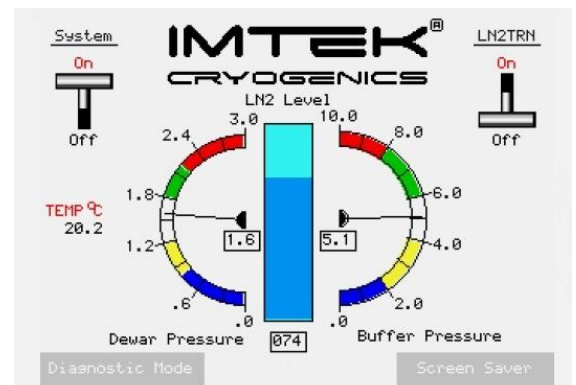 System
On
Off
IMTEK®
CRYOGENICS
LN2 Level
LN2TRN
On
Off
3.0
2.4
1.8
1.2
.6
.0
10.0
8.0
6.0
4.0
2.0
.0
TEMP °C
20.2
1.6
5.1
Dewar Pressure
074
Buffer Pressure
Diagnostic Mode
Screen Saver